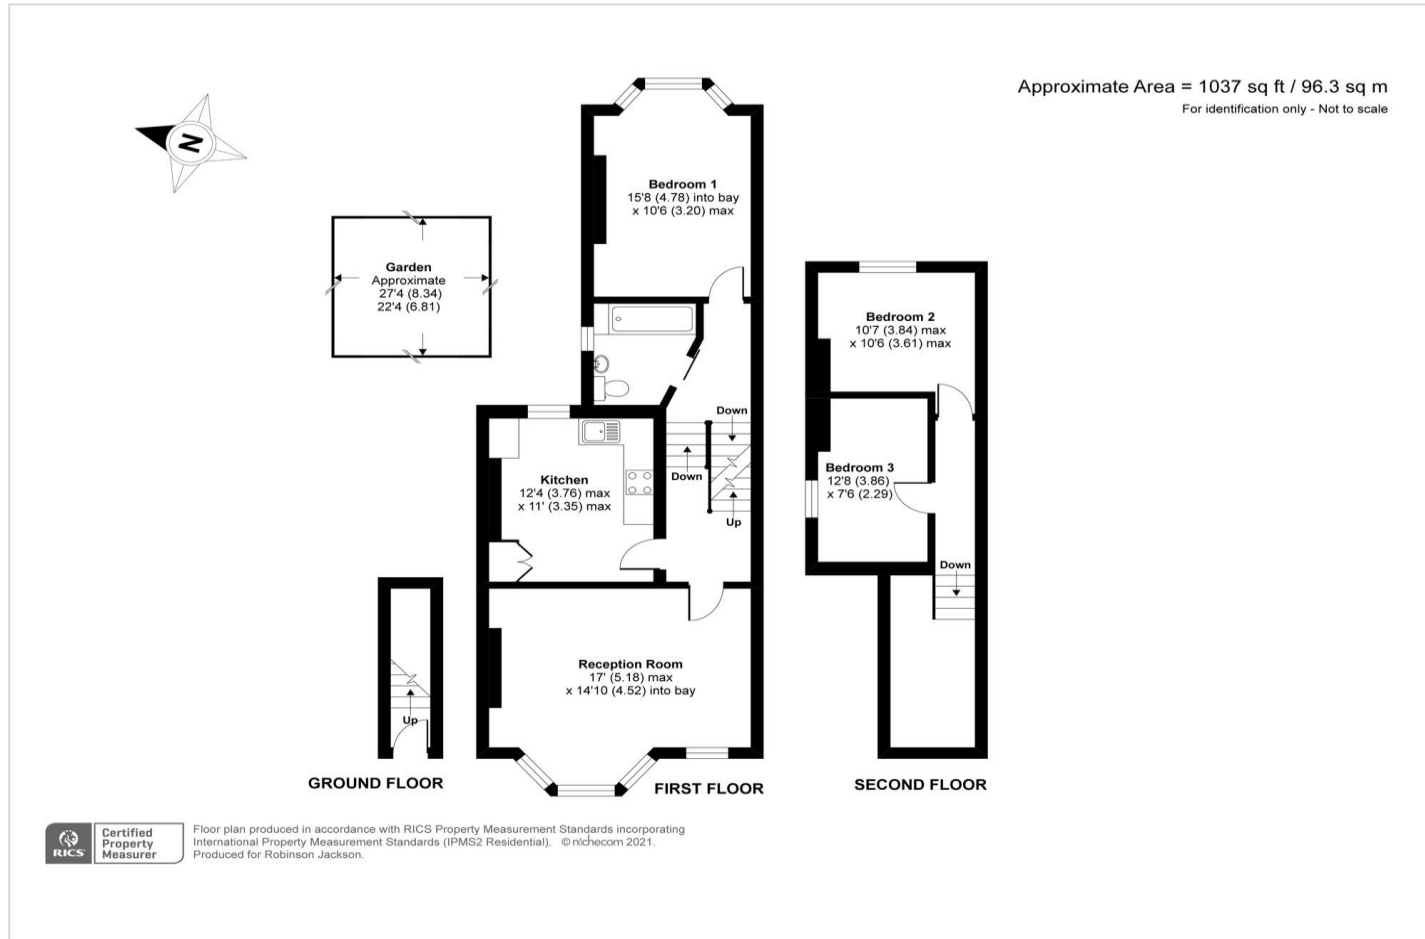 Approximate Area = 1037 sq ft / 96.3 sq m
For identification only - Not to scale
N
Bedroom 1
15'8 (4.78) into bay
x 10'6 (3.20) max
Garden
Approximate
27'4 (8.34)
22'4 (6.81)
Bedroom 2
10'7 (3.84) max
x 10'6 (3.61) max
Down
Down
Up
Kitchen
12'4 (3.76) max
x 11' (3.35) max
Bedroom 3
12'8 (3.86)
x 7'6 (2.29)
Down
Reception Room
17' (5.18) max
x 14'10 (4.52) into bay
Up
GROUND FLOOR
FIRST FLOOR
SECOND FLOOR
RICS
Certified
Property
Measurer
Floor plan produced in accordance with RICS Property Measurement Standards incorporating
International Property Measurement Standards (IPMS2 Residential). © nichecom 2021.
Produced for Robinson Jackson.